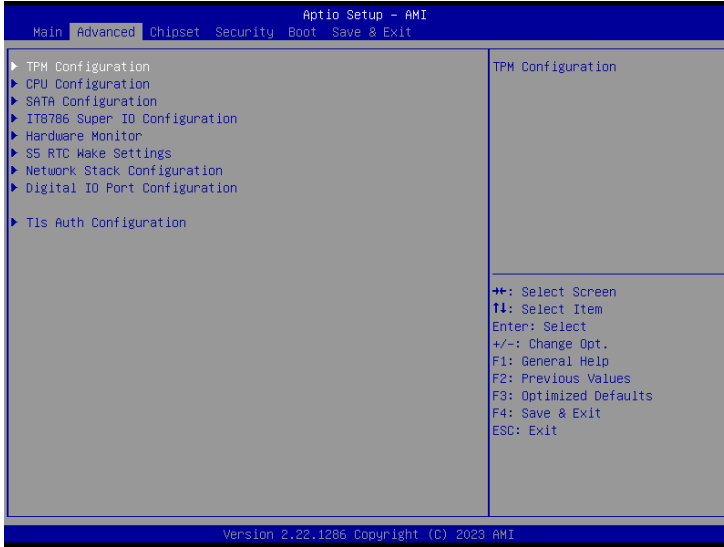 Aptio Setup – AMI
Main Advanced Chipset Security Boot Save & Exit
▶ TPM Configuration
▶ CPU Configuration
▶ SATA Configuration
▶ IT8786 Super IO Configuration
▶ Hardware Monitor
▶ S5 RTC Wake Settings
▶ Network Stack Configuration
▶ Digital IO Port Configuration
▶ Tls Auth Configuration
TPM Configuration
→←: Select Screen
↑↓: Select Item
Enter: Select
+/-: Change Opt.
F1: General Help
F2: Previous Values
F3: Optimized Defaults
F4: Save & Exit
ESC: Exit
Version 2.22.1286 Copyright (C) 2023 AMI